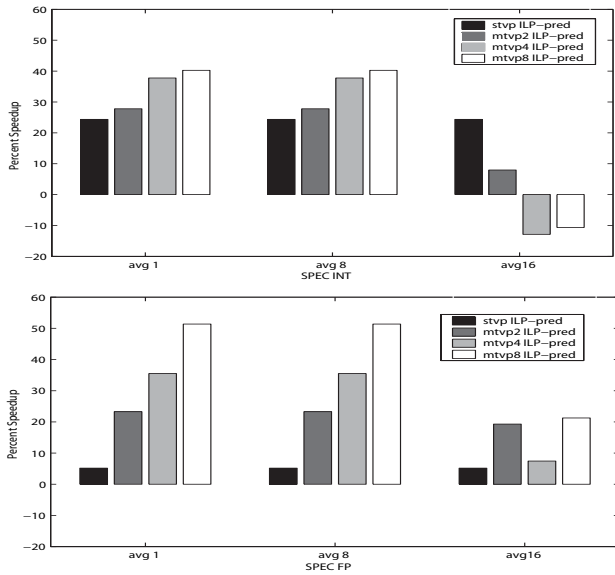 60
50
40
30
20
10
0
−10
−20
Percent Speedup
stvp ILP−pred
mtvp2 ILP−pred
mtvp4 ILP−pred
mtvp8 ILP−pred
avg 1
avg 8
avg16
SPEC INT
60
50
40
30
20
10
0
−10
−20
Percent Speedup
stvp ILP−pred
mtvp2 ILP−pred
mtvp4 ILP−pred
mtvp8 ILP−pred
avg 1
avg 8
avg16
SPEC FP